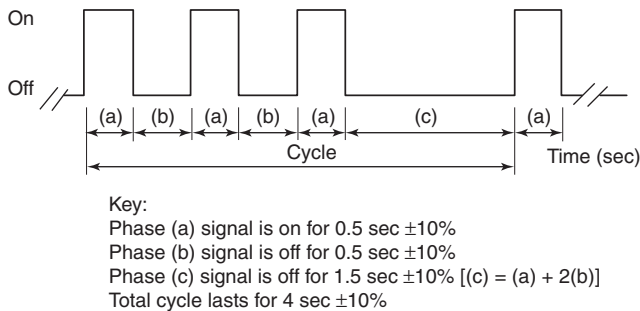 On
Off
(a) (b) (a) (b) (a) (c) (a)
Cycle
Time (sec)
Key:
Phase (a) signal is on for 0.5 sec ±10%
Phase (b) signal is off for 0.5 sec ±10%
Phase (c) signal is off for 1.5 sec ±10% [(c) = (a) + 2(b)]
Total cycle lasts for 4 sec ±10%